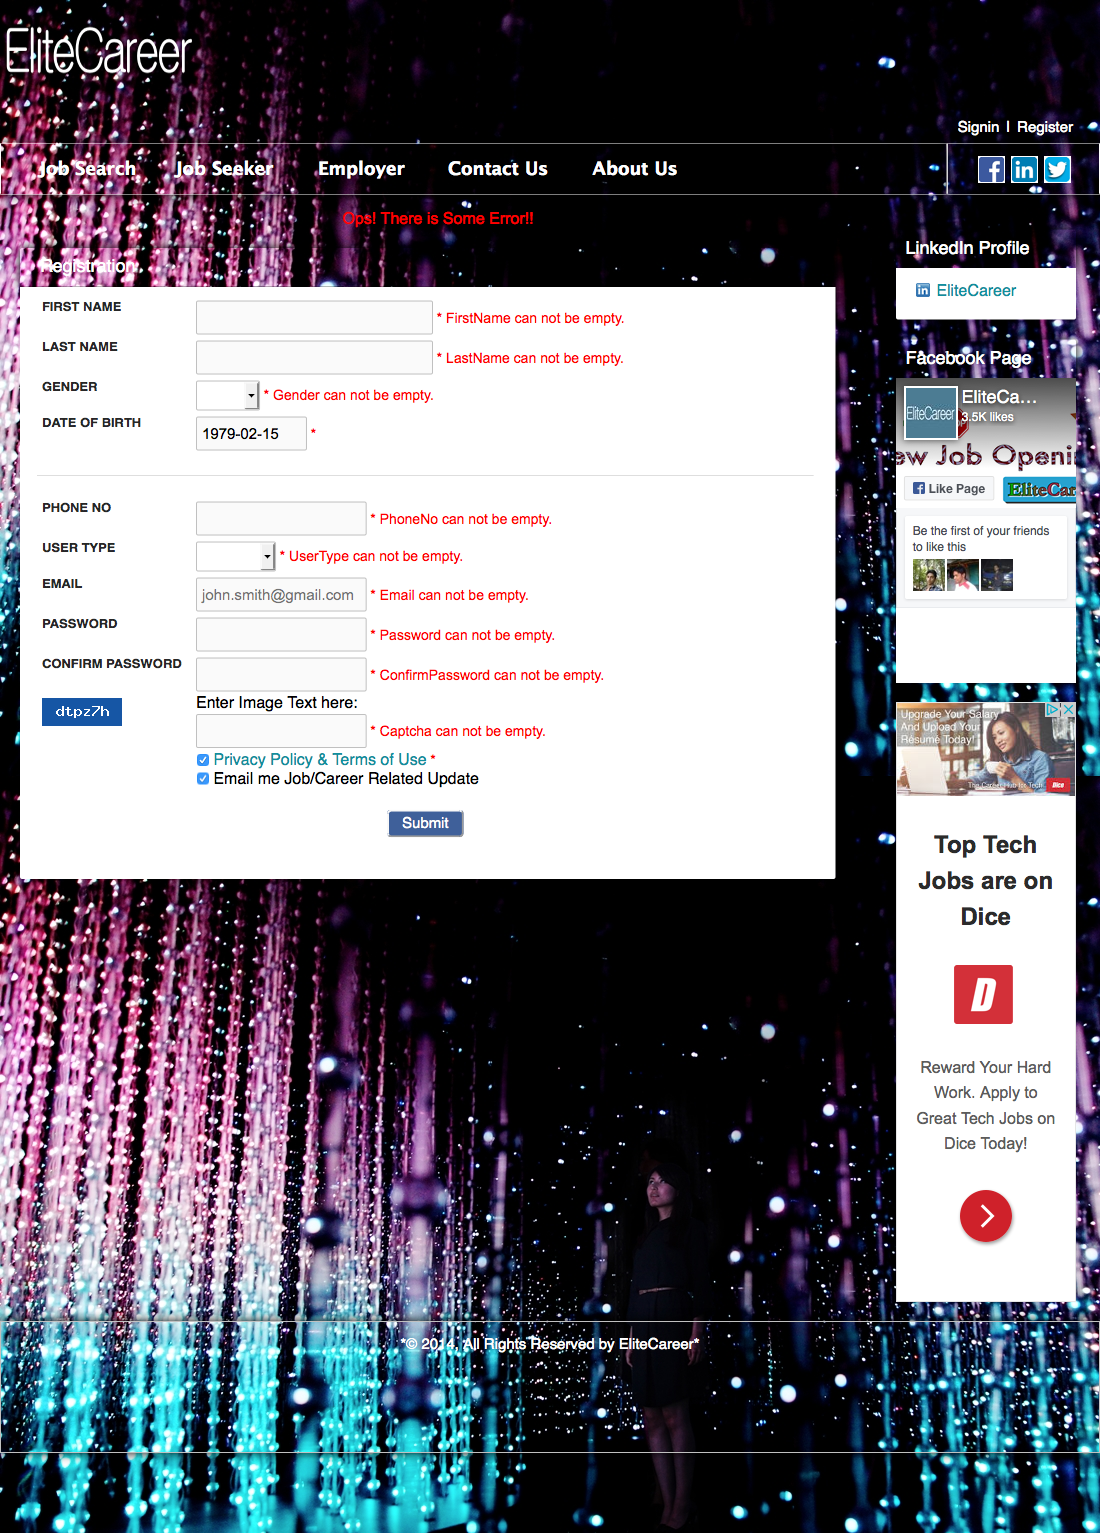 EliteCareer
Signin | Register
Job Search Job Seeker Employer Contact Us About Us
Ops! There is Some Error!!
Registration
FIRST NAME * FirstName can not be empty.
LAST NAME * LastName can not be empty.
GENDER * Gender can not be empty.
DATE OF BIRTH 1979-02-15 *
PHONE NO * PhoneNo can not be empty.
USER TYPE * UserType can not be empty.
EMAIL john.smith@gmail.com * Email can not be empty.
PASSWORD * Password can not be empty.
CONFIRM PASSWORD * ConfirmPassword can not be empty.
dtpz7h Enter Image Text here:
* Captcha can not be empty.
Privacy Policy & Terms of Use *
Email me Job/Career Related Update
Submit
LinkedIn Profile
EliteCareer
Facebook Page
EliteCareer
EliteCa...
3.5K likes
ew Job Openi
Like Page
EliteCar
Be the first of your friends
to like this
Upgrade Your Salary
And Upload Your
Résumé Today!
The Career Hub for Tech Dice
Top Tech
Jobs are on
Dice
D
Reward Your Hard
Work. Apply to
Great Tech Jobs on
Dice Today!
*© 2014, All Rights Reserved by EliteCareer*